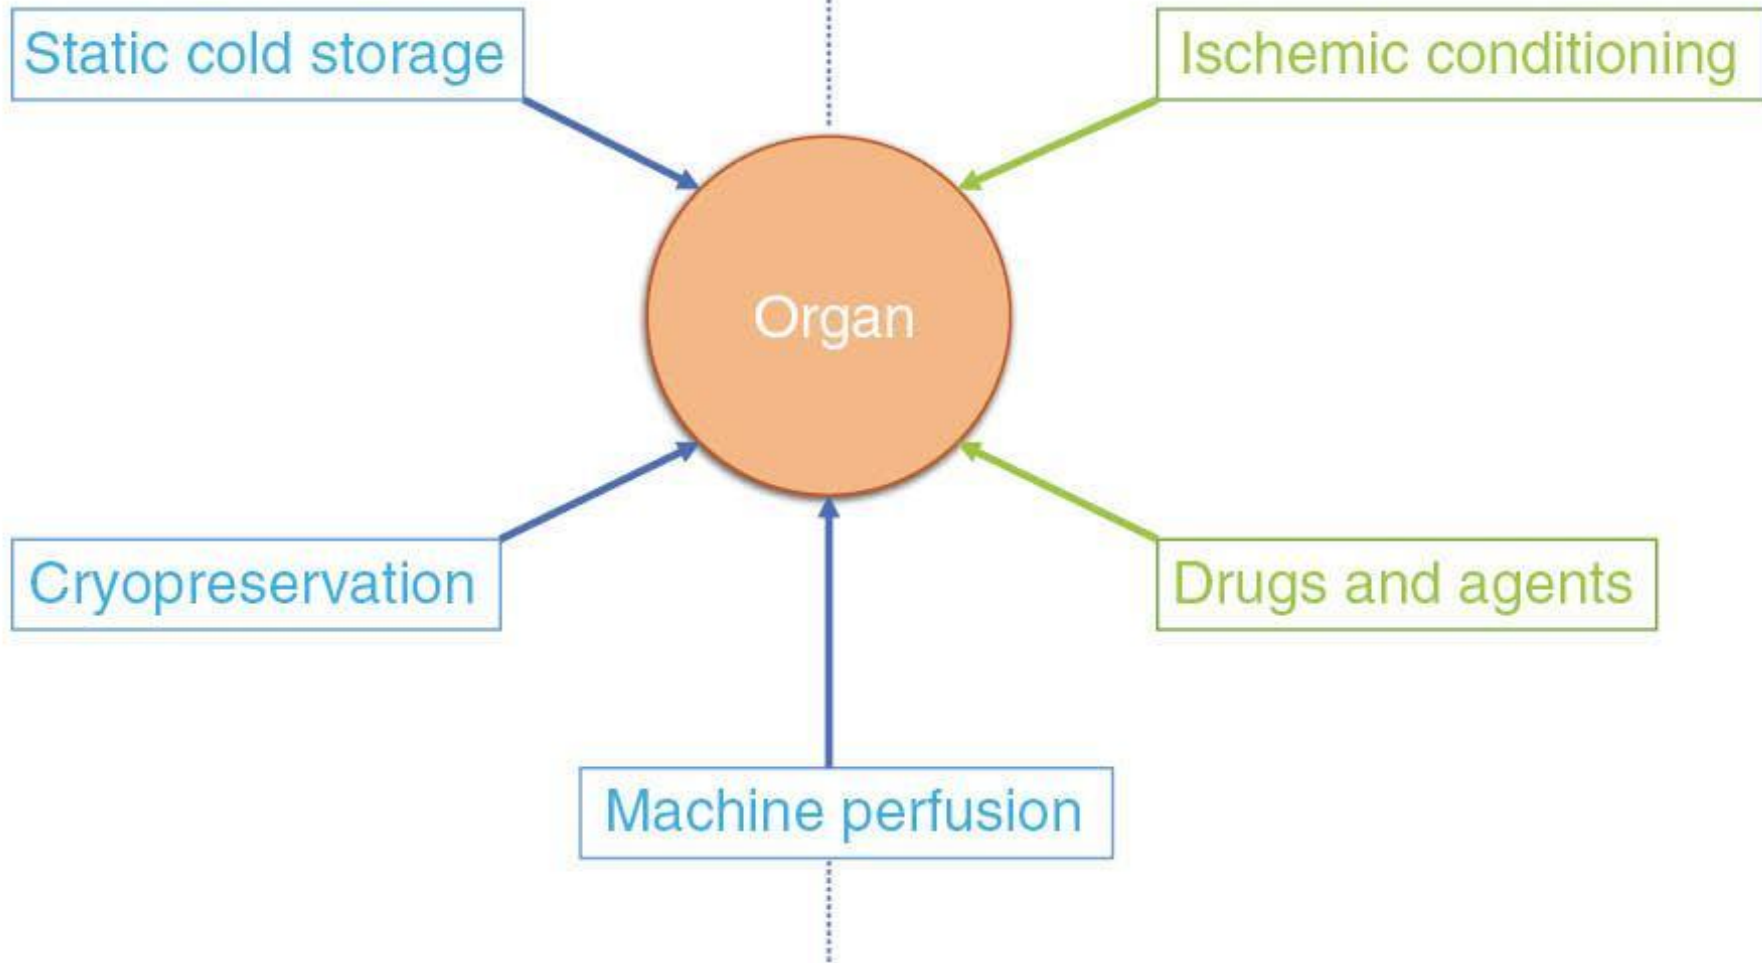 Static cold storage
Ischemic conditioning
Organ
Cryopreservation
Drugs and agents
Machine perfusion